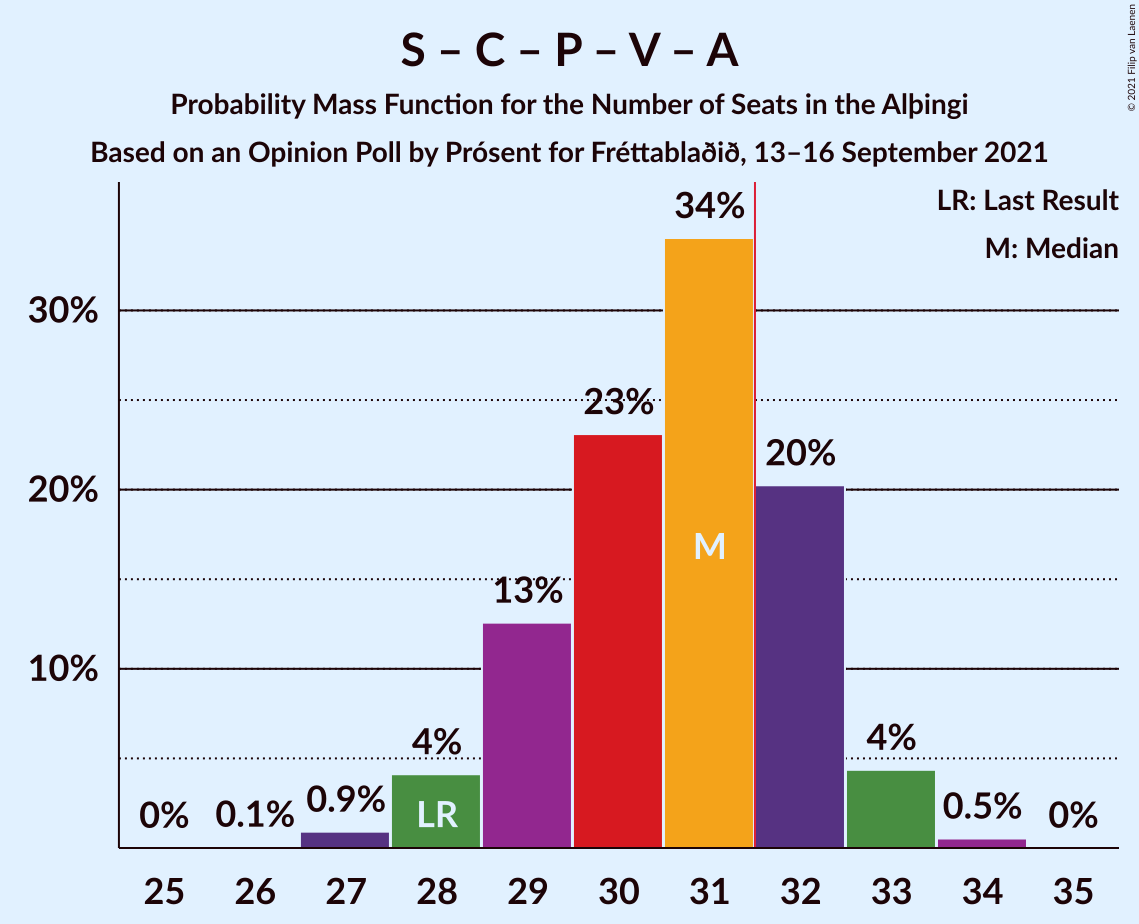 S – C – P – V – A
Probability Mass Function for the Number of Seats in the Alþingi
Based on an Opinion Poll by Prósent for Fréttablaðið, 13–16 September 2021
© 2021 Filip van Laenen
LR: Last Result
M: Median
30%
20%
10%
0%
0.1%
0.9%
4%
13%
23%
34%
20%
4%
0.5%
0%
LR
M
25 26 27 28 29 30 31 32 33 34 35